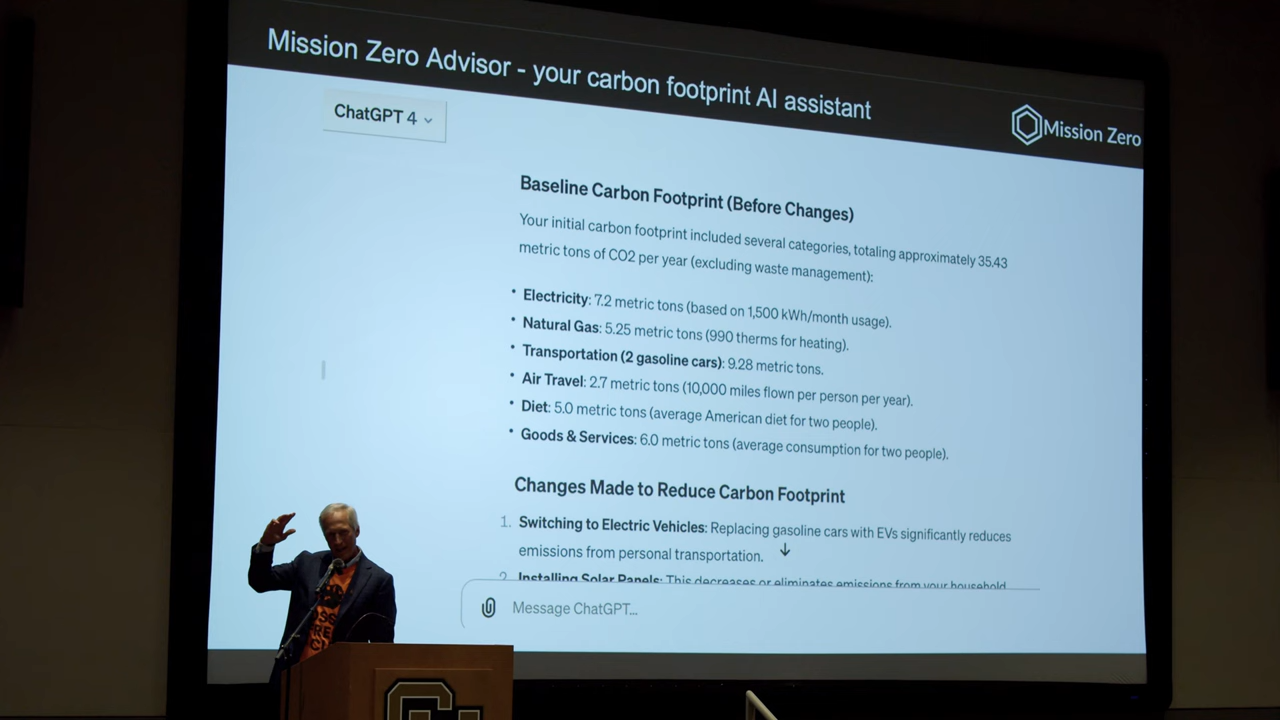 Mission Zero Advisor - your carbon footprint AI assistant
Mission Zero
ChatGPT 4
Baseline Carbon Footprint (Before Changes)
Your initial carbon footprint included several categories, totaling approximately 35.43
metric tons of CO2 per year (excluding waste management):
• Electricity: 7.2 metric tons (based on 1,500 kWh/month usage).
• Natural Gas: 5.25 metric tons (990 therms for heating).
• Transportation (2 gasoline cars): 9.28 metric tons.
• Air Travel: 2.7 metric tons (10,000 miles flown per person per year).
• Diet: 5.0 metric tons (average American diet for two people).
• Goods & Services: 6.0 metric tons (average consumption for two people).
Changes Made to Reduce Carbon Footprint
1. Switching to Electric Vehicles: Replacing gasoline cars with EVs significantly reduces
emissions from personal transportation.
2. Installing Solar Panels: This decreases or eliminates emissions from your household
Message ChatGPT...
CU